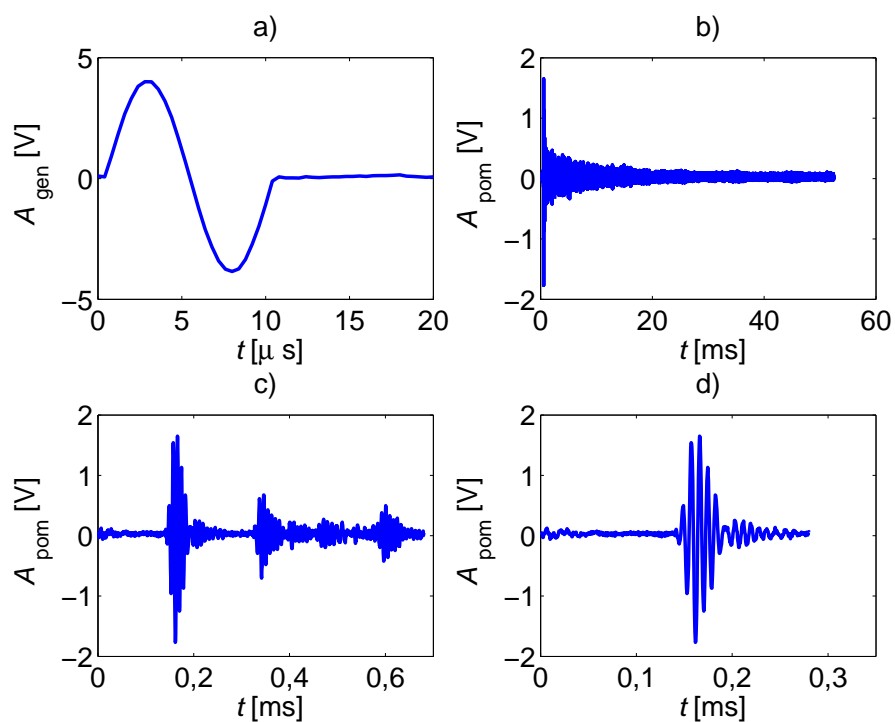 a)
5
0
−5
A gen [V]
0 5 10 15 20
t [μ s]
b)
2
1
0
−1
−2
A pom [V]
0 20 40 60
t [ms]
c)
2
1
0
−1
−2
A pom [V]
0 0,2 0,4 0,6
t [ms]
d)
2
1
0
−1
−2
A pom [V]
0 0,1 0,2 0,3
t [ms]